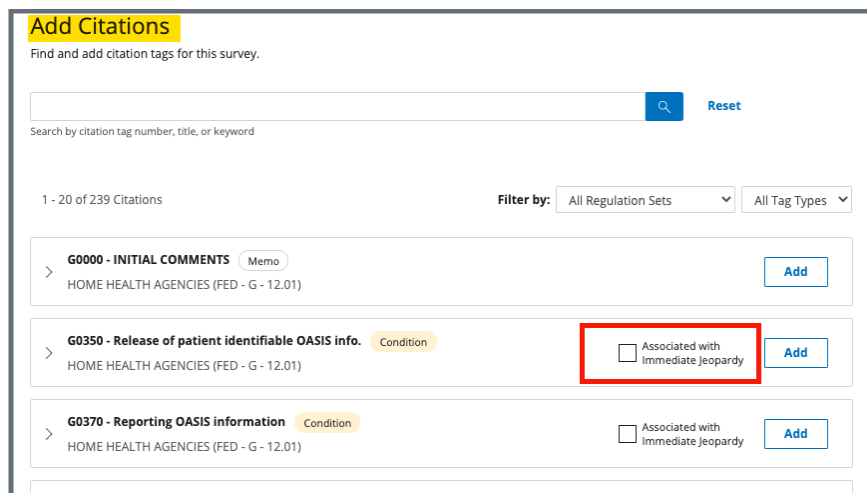 Add Citations
Find and add citation tags for this survey.
Reset
Search by citation tag number, title, or keyword
1 - 20 of 239 Citations
Filter by: All Regulation Sets All Tag Types
G0000 - INITIAL COMMENTS Memo
HOME HEALTH AGENCIES (FED - G - 12.01)
Add
G0350 - Release of patient identifiable OASIS info. Condition
HOME HEALTH AGENCIES (FED - G - 12.01)
Associated with
Immediate Jeopardy
Add
G0370 - Reporting OASIS information Condition
HOME HEALTH AGENCIES (FED - G - 12.01)
Associated with
Immediate Jeopardy
Add